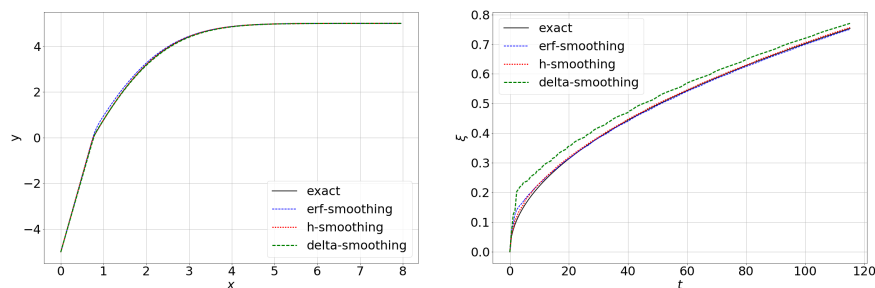 4
2
0
−2
−4
y
0 1 2 3 4 5 6 7 8
x
exact
erf-smoothing
h-smoothing
delta-smoothing
0.8
0.7
0.6
0.5
0.4
0.3
0.2
0.1
0.0
ξ
0 20 40 60 80 100 120
t
exact
erf-smoothing
h-smoothing
delta-smoothing